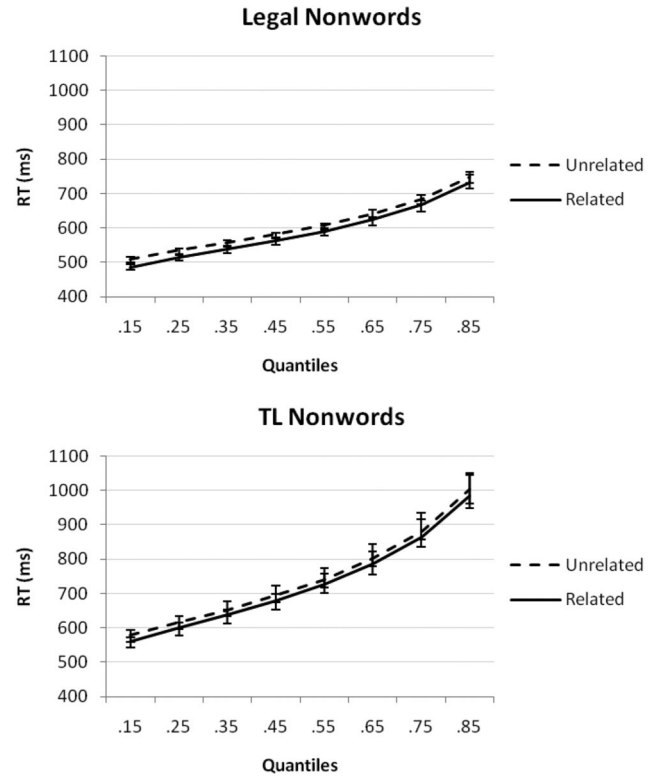 Legal Nonwords
1100
1000
900
800
700
600
500
400
RT (ms)
.15 .25 .35 .45 .55 .65 .75 .85
Quantiles
Unrelated
Related
TL Nonwords
1100
1000
900
800
700
600
500
400
RT (ms)
.15 .25 .35 .45 .55 .65 .75 .85
Quantiles
Unrelated
Related